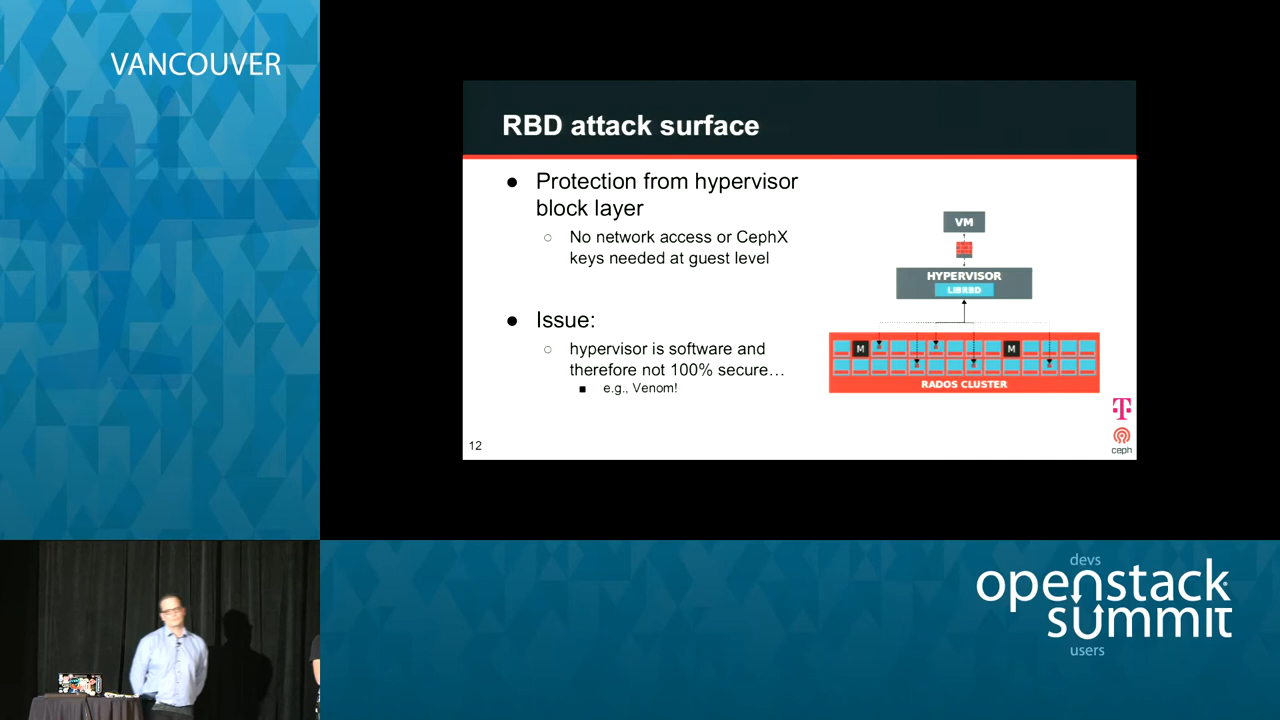 VANCOUVER
RBD attack surface
● Protection from hypervisor
block layer
○ No network access or CephX
keys needed at guest level
● Issue:
○ hypervisor is software and
therefore not 100% secure…
■ e.g., Venom!
VM
HYPERVISOR
LIBRBD
M
M
RADOS CLUSTER
T
ceph
12
devs
openstack
summit
users